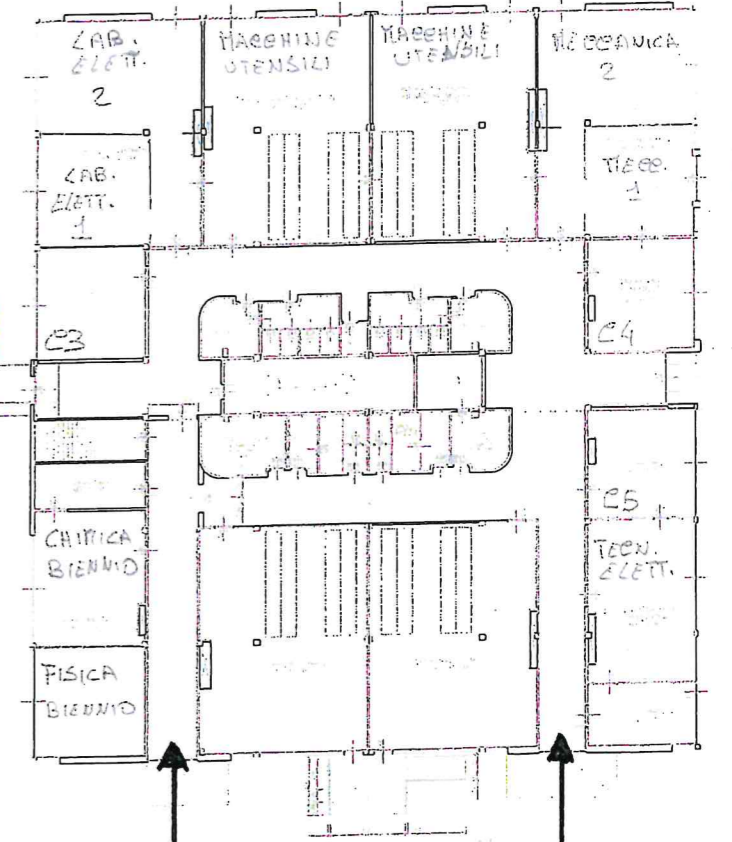 LAB.
ELETT.
2
MACCHINE
UTENSILI
MACCHINE
UTENSILI
MECCANICA
2
LAB.
ELETT.
1
MECC.
1
C3
C4
C5
CHIMICA
BIENNIO
TECN.
ELETT.
FISICA
BIENNIO